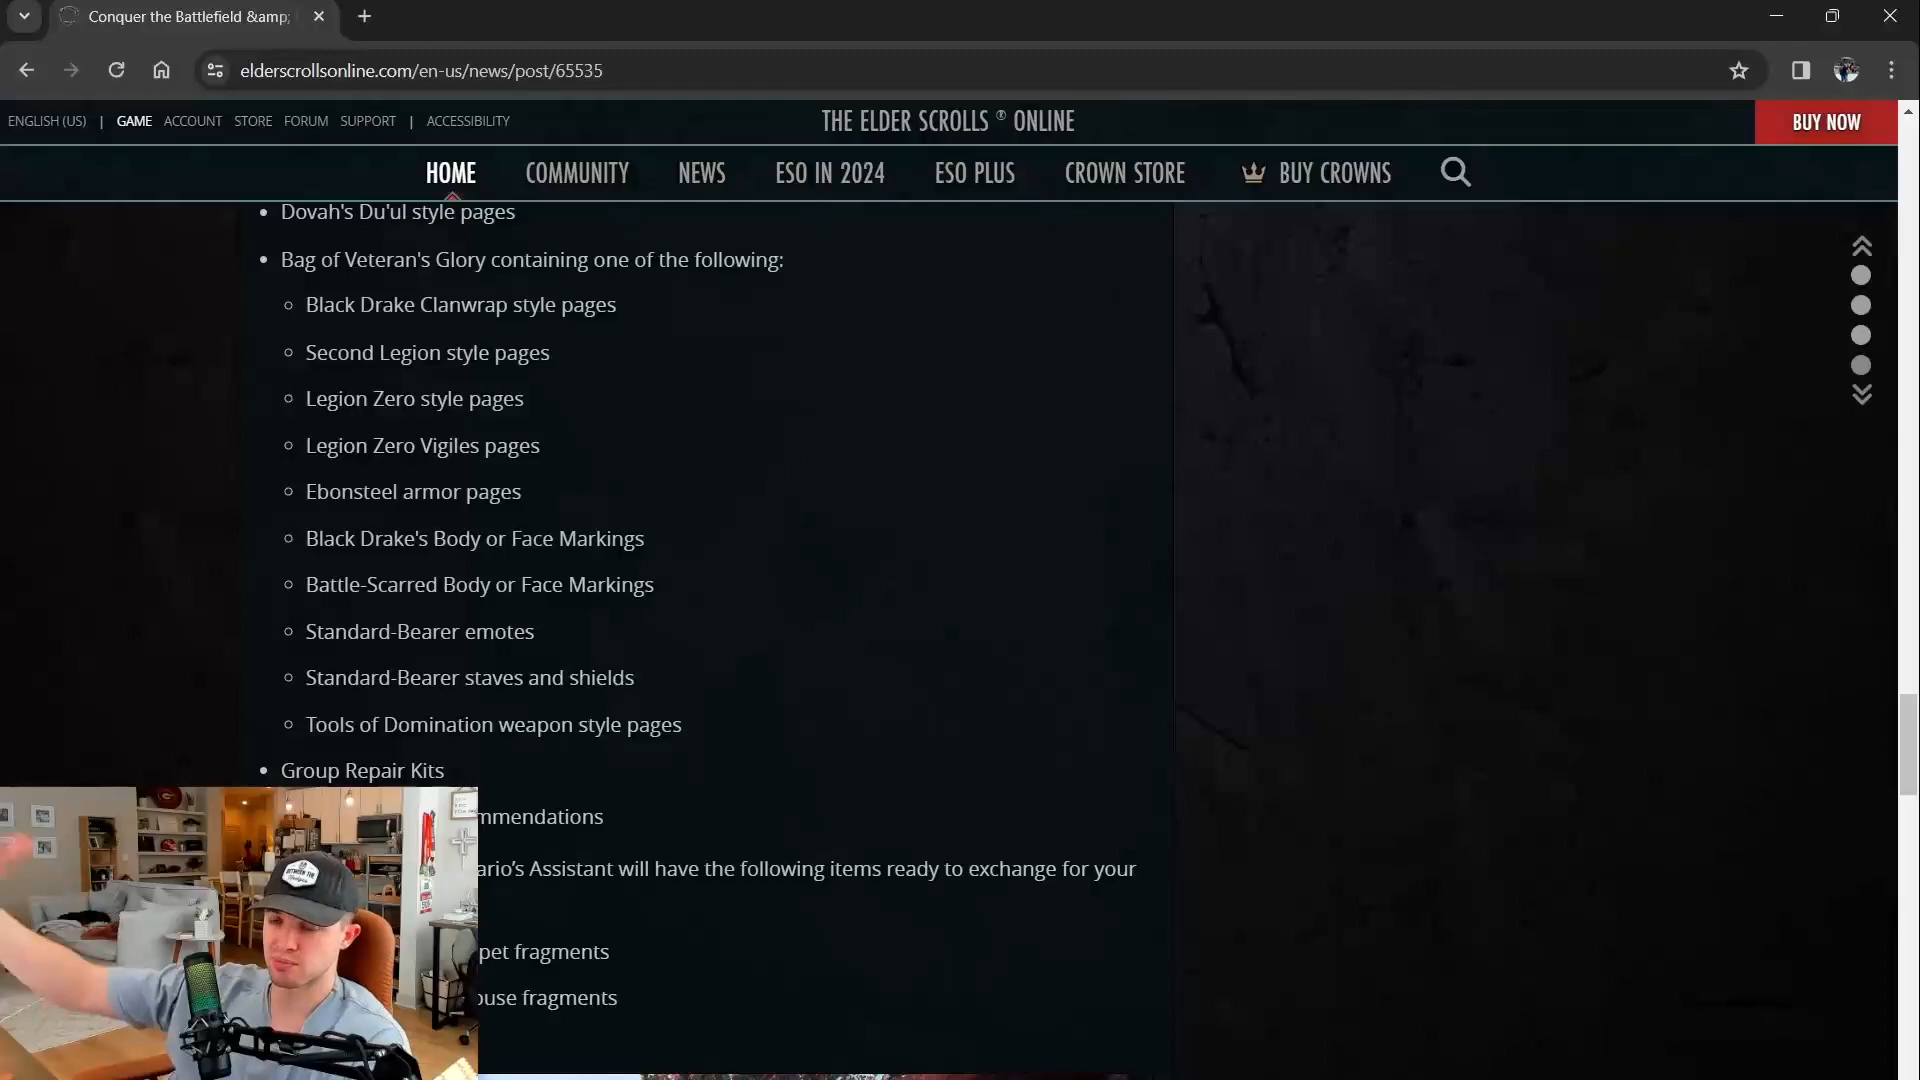 Conquer the Battlefield &amp;
elderscrollsonline.com/en-us/news/post/65535
ENGLISH (US) | GAME ACCOUNT STORE FORUM SUPPORT | ACCESSIBILITY
THE ELDER SCROLLS ® ONLINE
BUY NOW
HOME COMMUNITY NEWS ESO IN 2024 ESO PLUS CROWN STORE BUY CROWNS
Dovah's Du'ul style pages
Bag of Veteran's Glory containing one of the following:
Black Drake Clanwrap style pages
Second Legion style pages
Legion Zero style pages
Legion Zero Vigiles pages
Ebonsteel armor pages
Black Drake's Body or Face Markings
Battle-Scarred Body or Face Markings
Standard-Bearer emotes
Standard-Bearer staves and shields
Tools of Domination weapon style pages
Group Repair Kits
mmendations
ario’s Assistant will have the following items ready to exchange for your
pet fragments
ouse fragments
BETWEEN THE